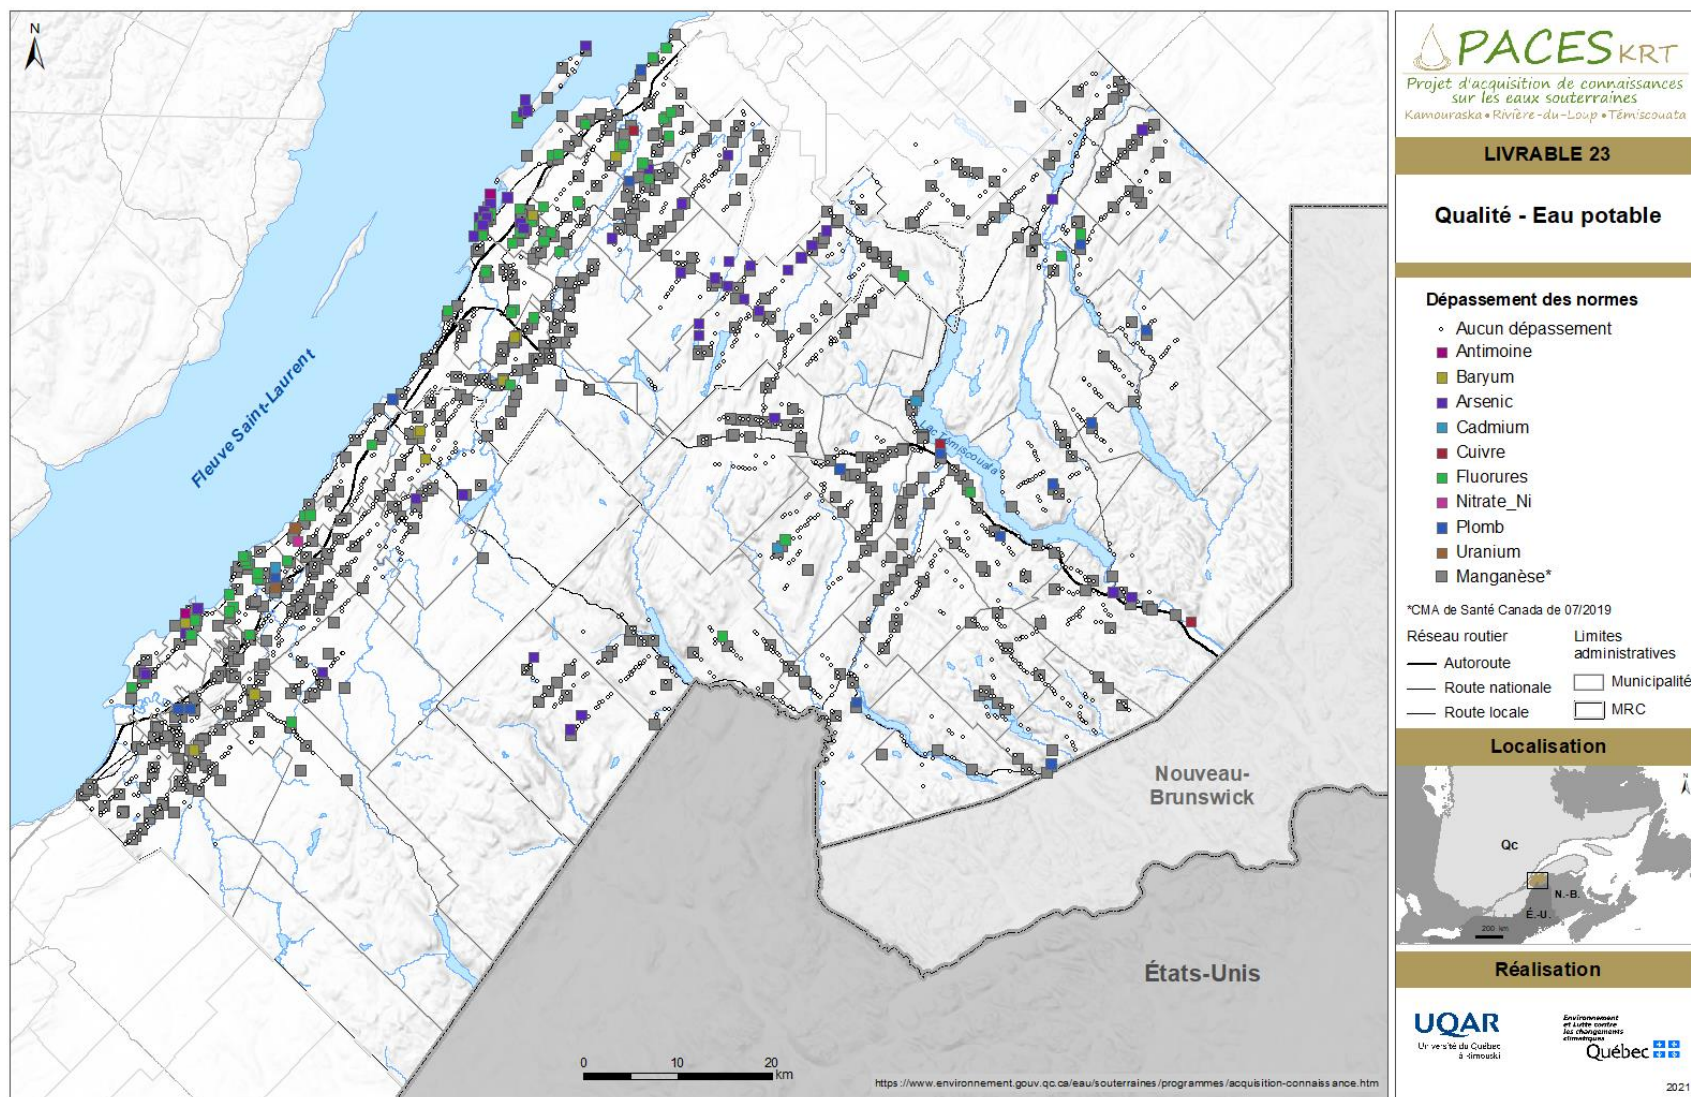 N
Fleuve Saint-Laurent
Lac Témiscouata
Nouveau-
Brunswick
États-Unis
0 10 20
km
https://www.environnement.gouv.qc.ca/eau/souterraines/programmes/acquisition-connaissance.htm
PACES KRT
Projet d'acquisition de connaissances
sur les eaux souterraines
Kamouraska • Rivière-du-Loup • Témiscouata
LIVRABLE 23
Qualité - Eau potable
Dépassement des normes
Aucun dépassement
Antimoine
Baryum
Arsenic
Cadmium
Cuivre
Fluorures
Nitrate_Ni
Plomb
Uranium
Manganèse*
*CMA de Santé Canada de 07/2019
Réseau routier
Autoroute
Route nationale
Route locale
Limites
administratives
Municipalité
MRC
Localisation
N
Qc
N.-B.
É.-U.
200 km
Réalisation
UQAR
Université du Québec
à Rimouski
Environnement
et Lutte contre
les changements
climatiques
Québec
2021